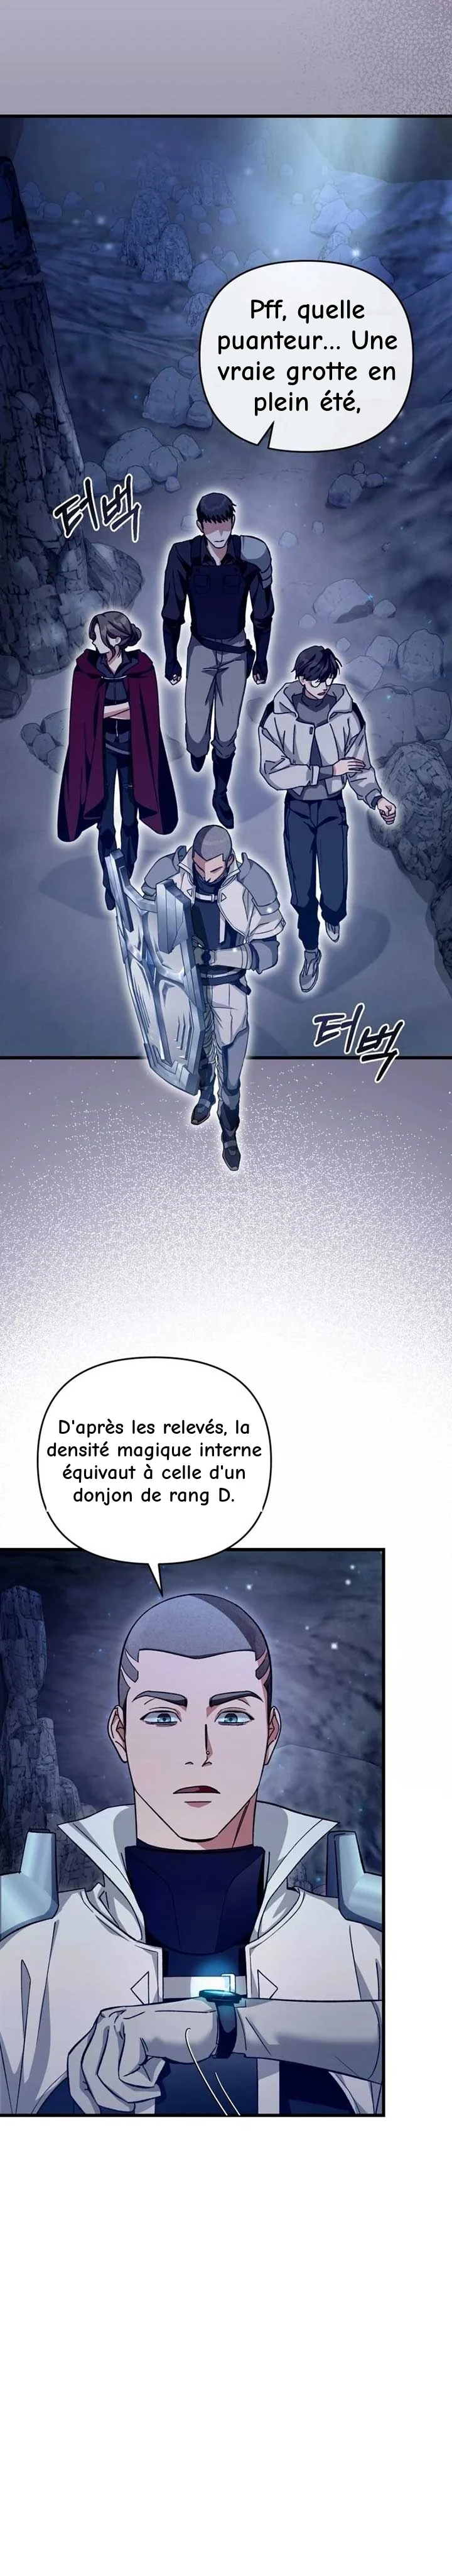 Pff, quelle
puanteur... Une
vraie grotte en
plein été,
터벅
터벅
D'après les relevés, la
densité magique interne
équivaut à celle d'un
donjon de rang D.